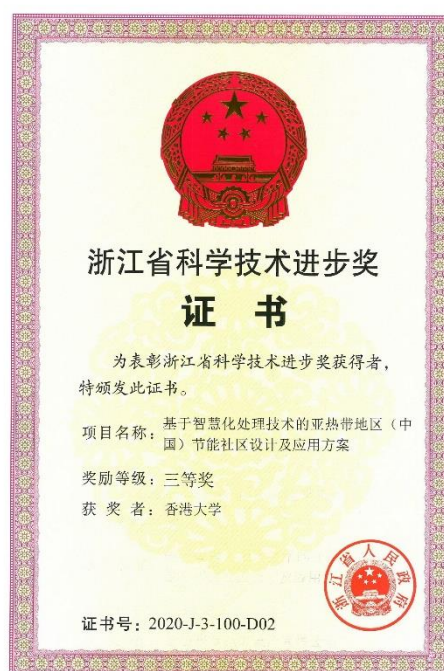 浙江省科学技术进步奖
证 书
为表彰浙江省科学技术进步奖获得者，
特颁发此证书。
项目名称：基于智慧化处理技术的亚热带地区（中
国）节能社区设计及应用方案
奖励等级：三等奖
获 奖 者：香港大学
浙江省人民政府
证书号：2020-J-3-100-D02